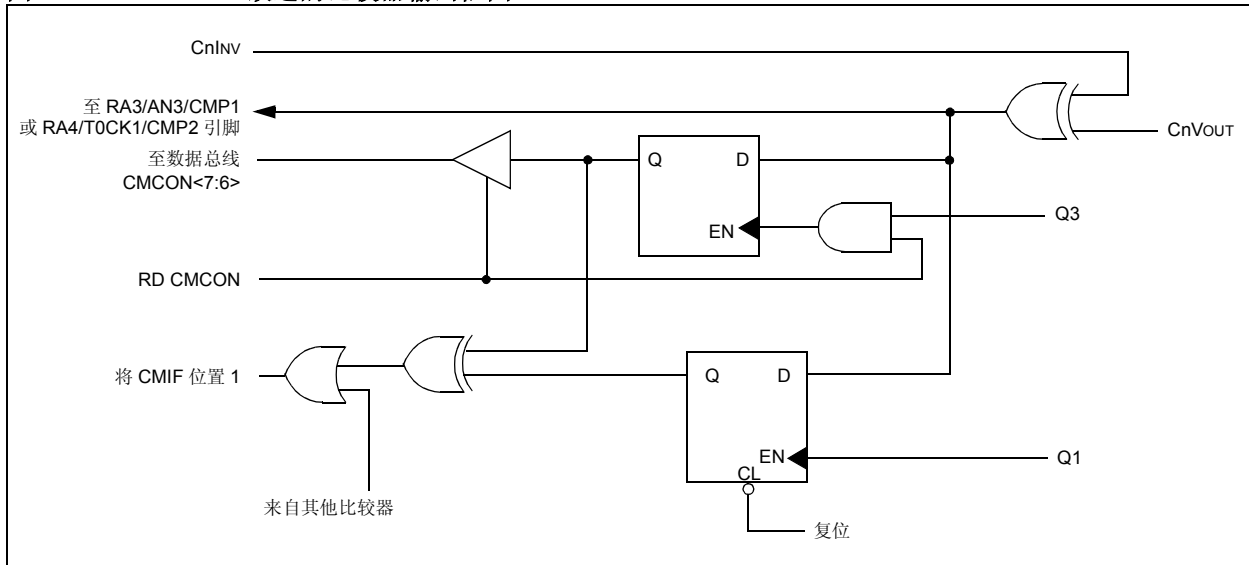 CnINV
至 RA3/AN3/CMP1
或 RA4/T0CK1/CMP2 引脚
CnVOUT
至数据总线
CMCON<7:6>
Q
D
EN
Q3
RD CMCON
将 CMIF 位置 1
Q
D
EN
CL
Q1
来自其他比较器
复位